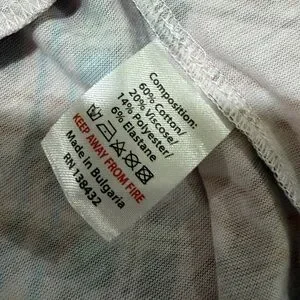 Composition:
60% Cotton/
20% Viscose/
14% Polyester/
6% Elastane
KEEP AWAY FROM FIRE
Made in Bulgaria
RN 138432